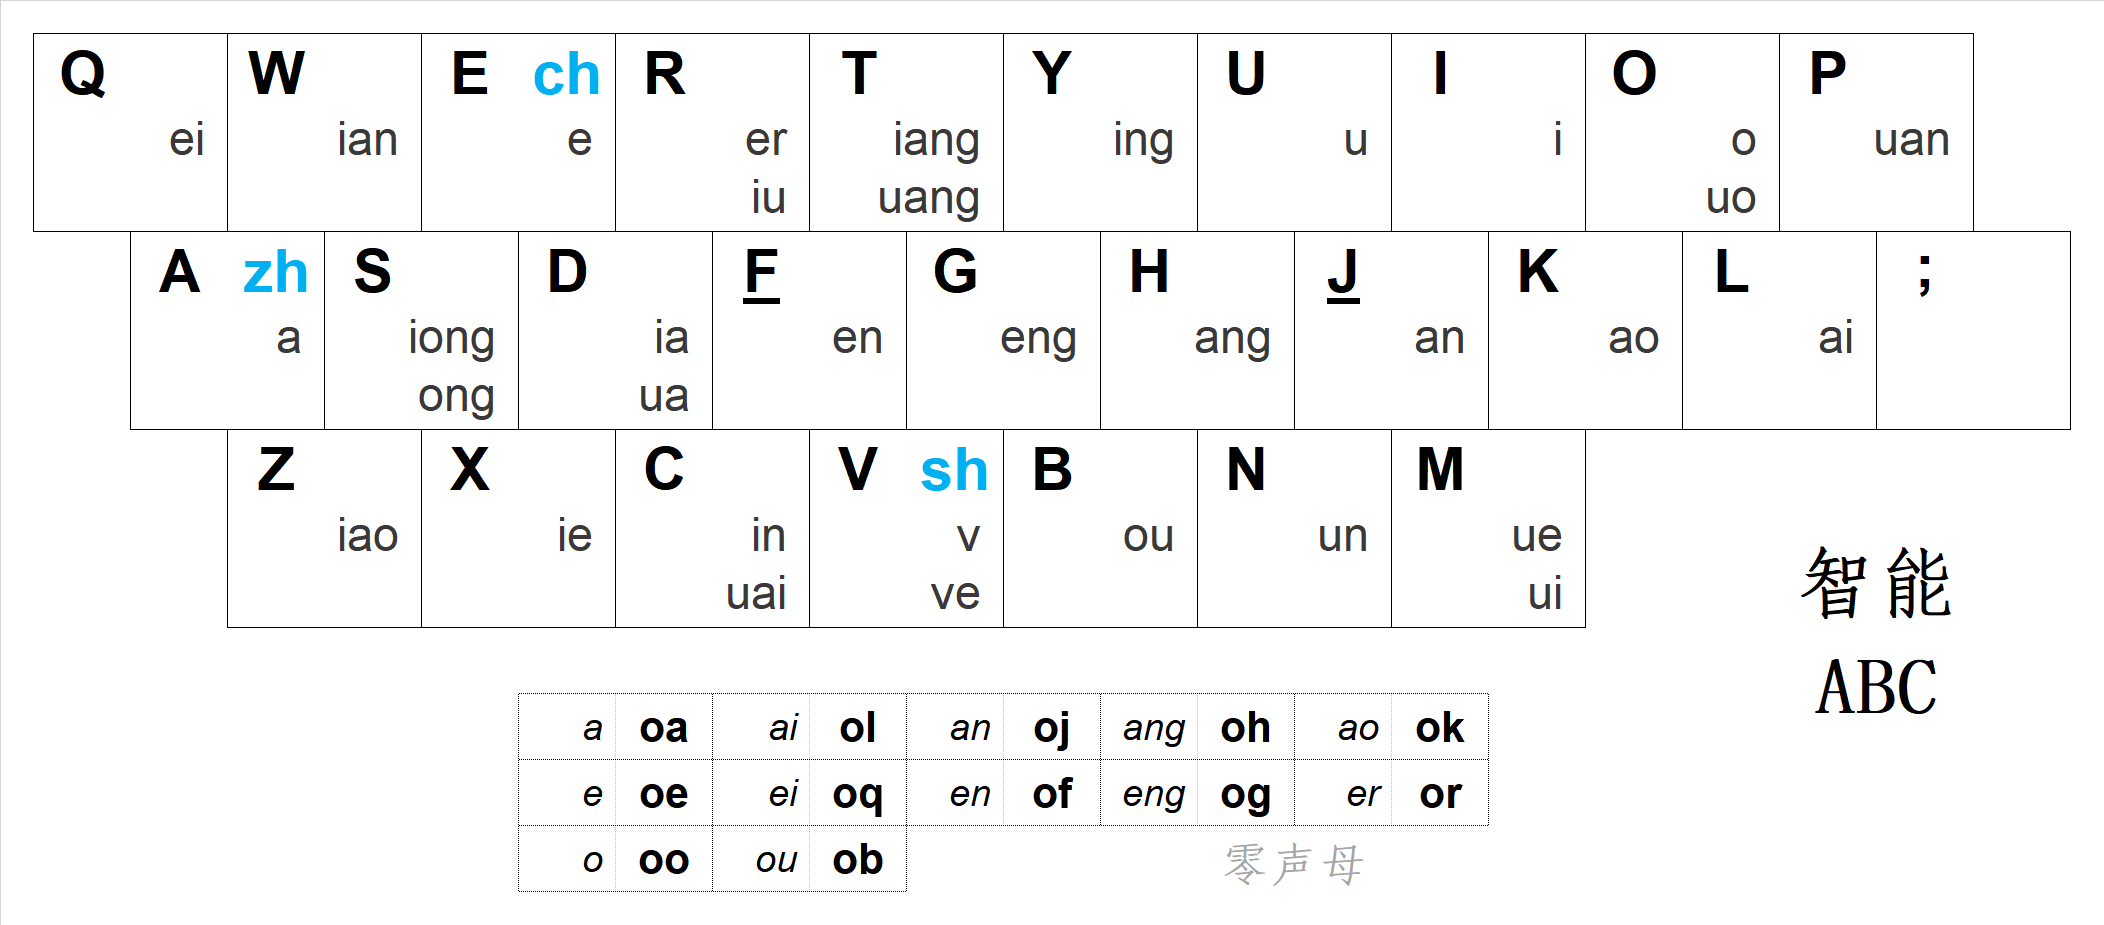 Q W E ch R T Y U I O P
ei ian e er iang ing u i o uan
iu uang uo
A zh S D F G H J K L ;
a iong ia en eng ang an ao ai
ong ua
Z X C V sh B N M
iao ie in v ou un ue
uai ve ui
智能
ABC
a oa ai ol an oj ang oh ao ok
e oe ei oq en of eng og er or
o oo ou ob
零声母